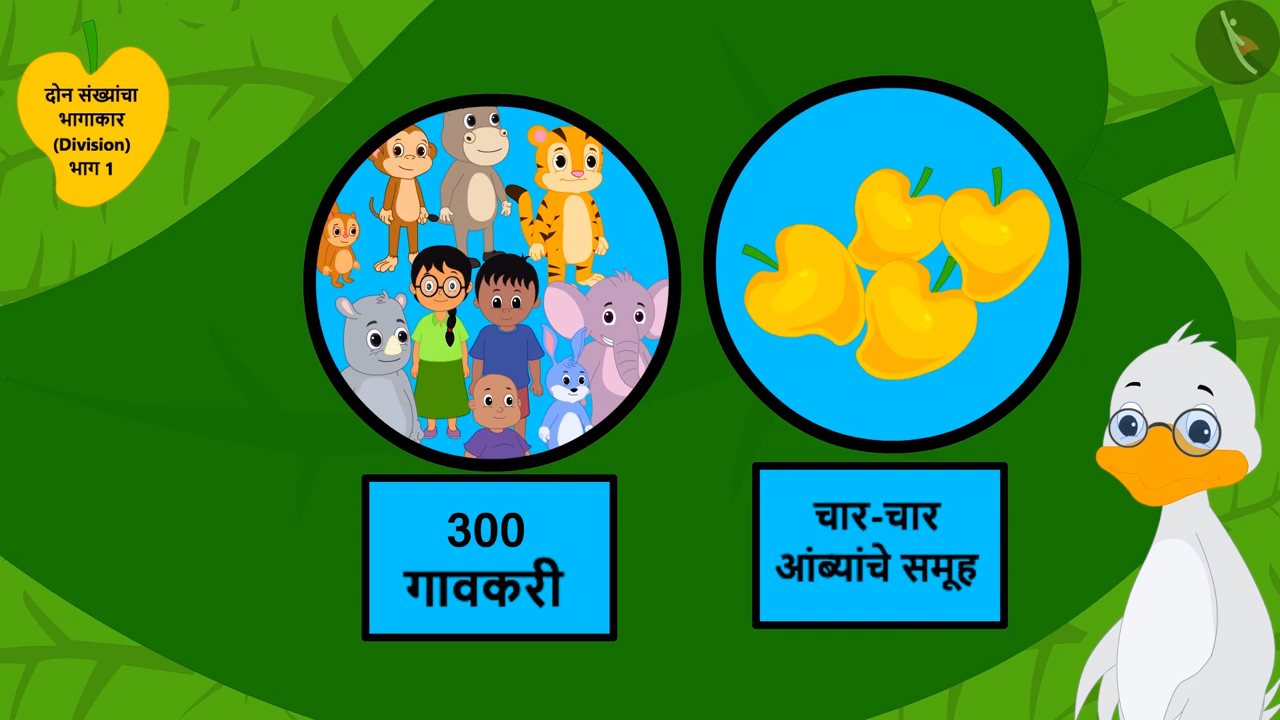 दोन संख्यांचा
भागाकार
(Division)
भाग 1
300
गावकरी
चार-चार
आंब्यांचे समूह